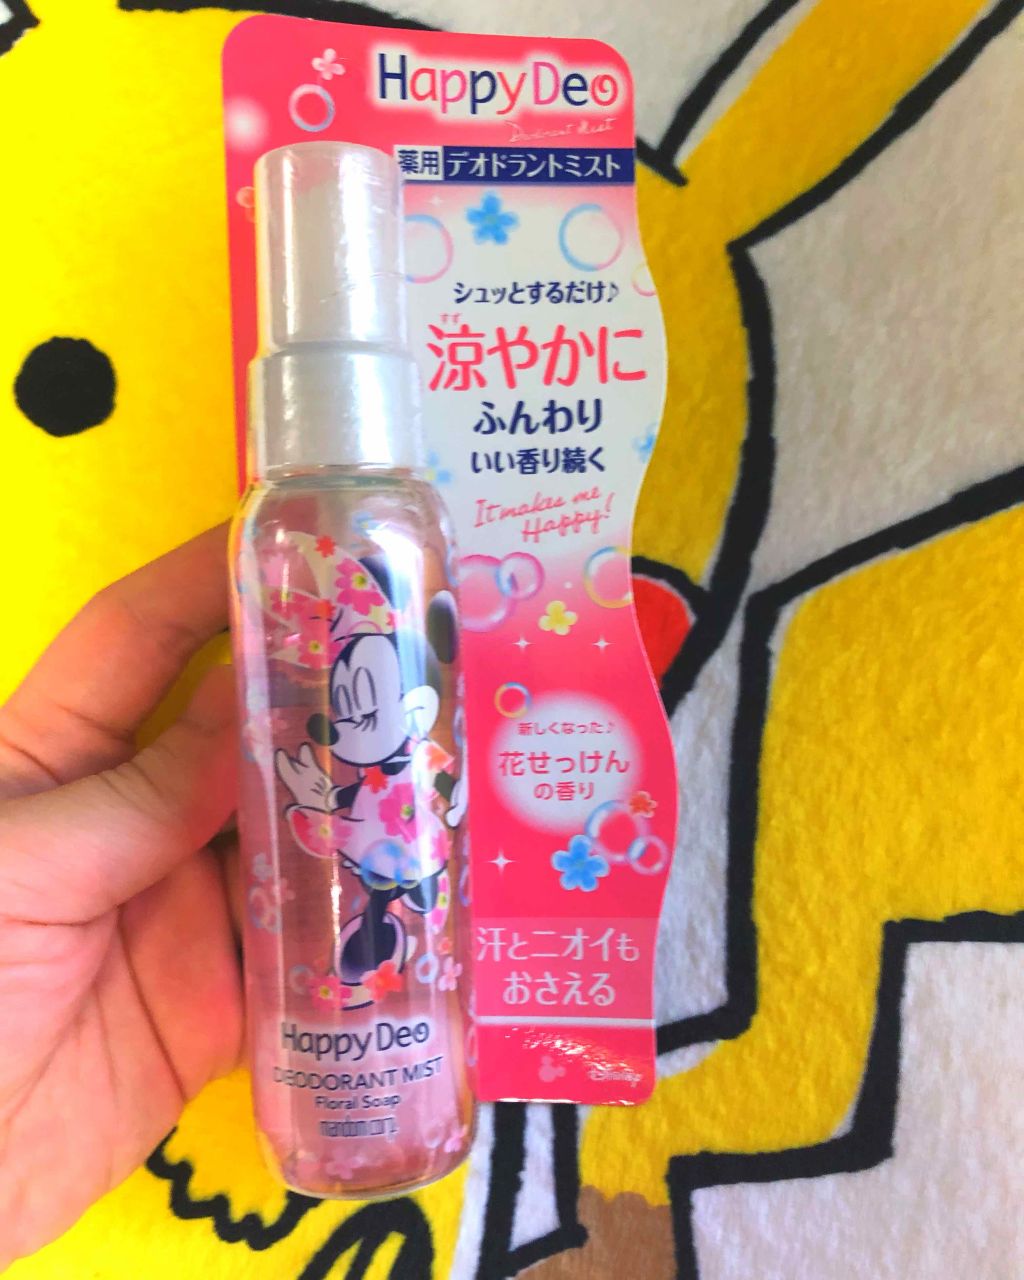 HappyDeo
Deodorant Mist
薬用デオドラントミスト
シュッとするだけ♪
すず
涼やかに
ふんわり
いい香り続く
It makes me
Happy!
新しくなった♪
花せっけん
の香り
汗とニオイも
おさえる
©Disney
HappyDeo
DEODORANT MIST
Floral Soap
mandom corp.